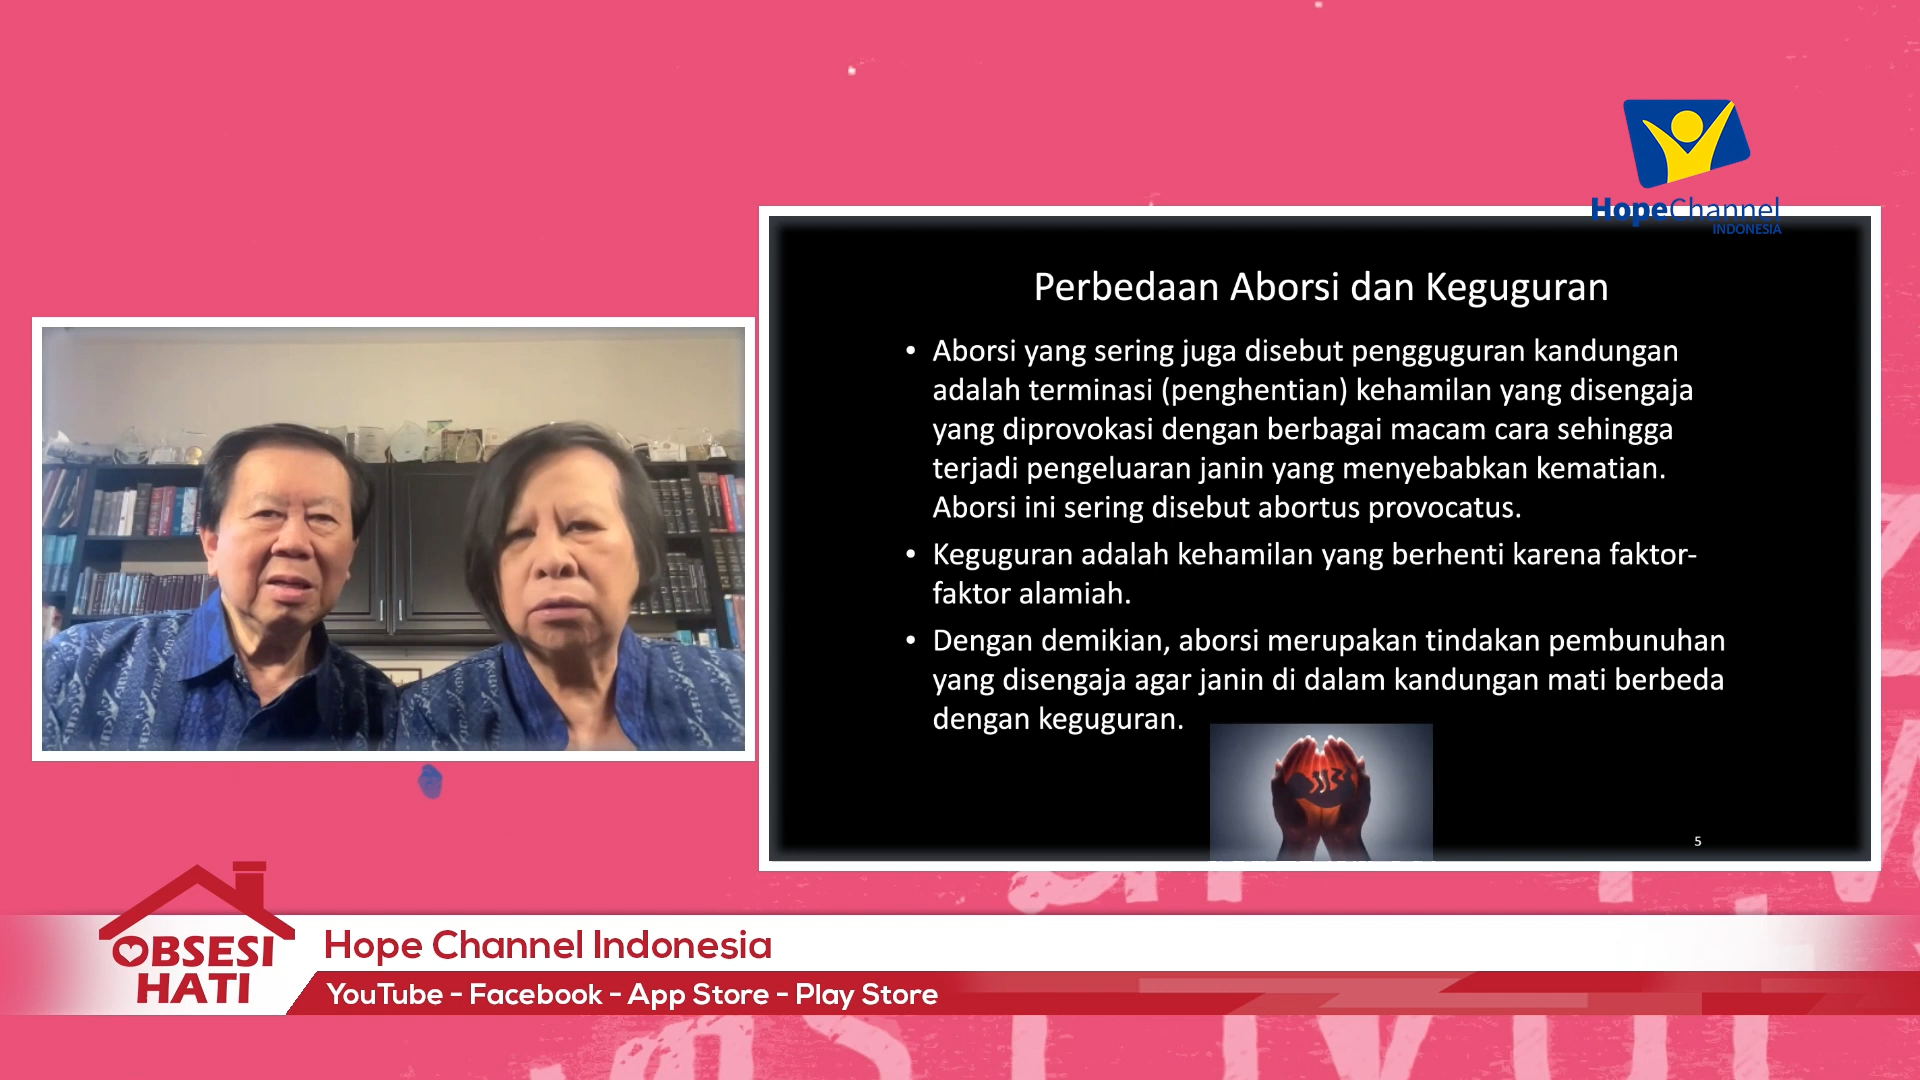 HopeChannel
INDONESIA
Perbedaan Aborsi dan Keguguran
• Aborsi yang sering juga disebut pengguguran kandungan
adalah terminasi (penghentian) kehamilan yang disengaja
yang diprovokasi dengan berbagai macam cara sehingga
terjadi pengeluaran janin yang menyebabkan kematian.
Aborsi ini sering disebut abortus provocatus.
• Keguguran adalah kehamilan yang berhenti karena faktor-
faktor alamiah.
• Dengan demikian, aborsi merupakan tindakan pembunuhan
yang disengaja agar janin di dalam kandungan mati berbeda
dengan keguguran.
5
OBSESI
HATI
Hope Channel Indonesia
YouTube - Facebook - App Store - Play Store